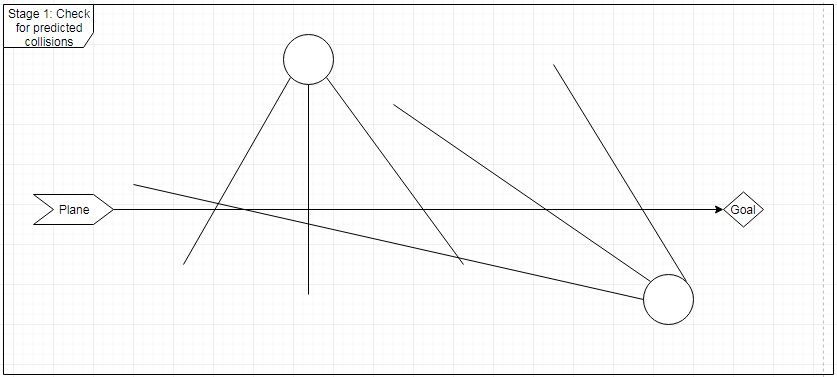 Stage 1: Check
for predicted
collisions
Plane
Goal